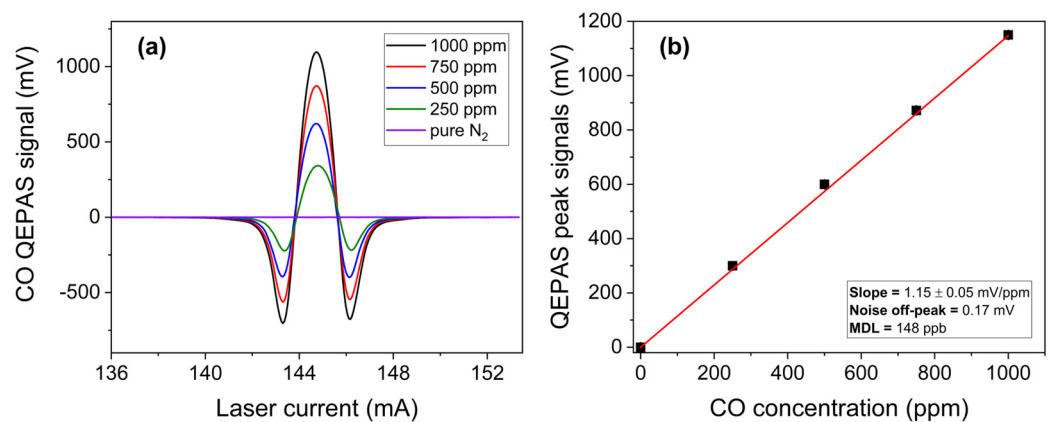 (a)
1000 ppm
750 ppm
500 ppm
250 ppm
pure N₂
CO QEPAS signal (mV)
1000
500
0
-500
136 140 144 148 152
Laser current (mA)
(b)
QEPAS peak signals (mV)
1200
1000
800
600
400
200
0
Slope = 1.15 ± 0.05 mV/ppm
Noise off-peak = 0.17 mV
MDL = 148 ppb
0 200 400 600 800 1000
CO concentration (ppm)